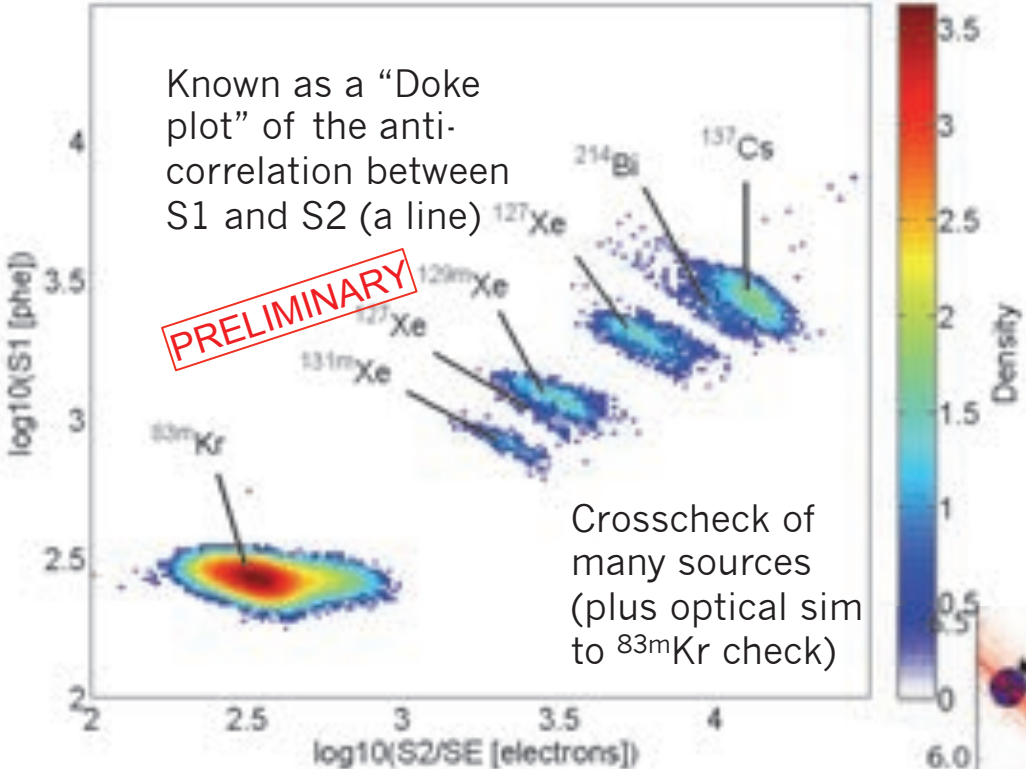 Known as a “Doke
plot” of the anti-
correlation between
S1 and S2 (a line)
PRELIMINARY
137Cs
214Bi
127Xe
129mXe
127Xe
131mXe
83mKr
Crosscheck of
many sources
(plus optical sim
to 83mKr check)
log10(S1 [phe])
4
3.5
3
2.5
2
2 2.5 3 3.5 4
log10(S2/SE [electrons])
3.5
3
2.5
2
1.5
1
0.5
0
Density
6.0